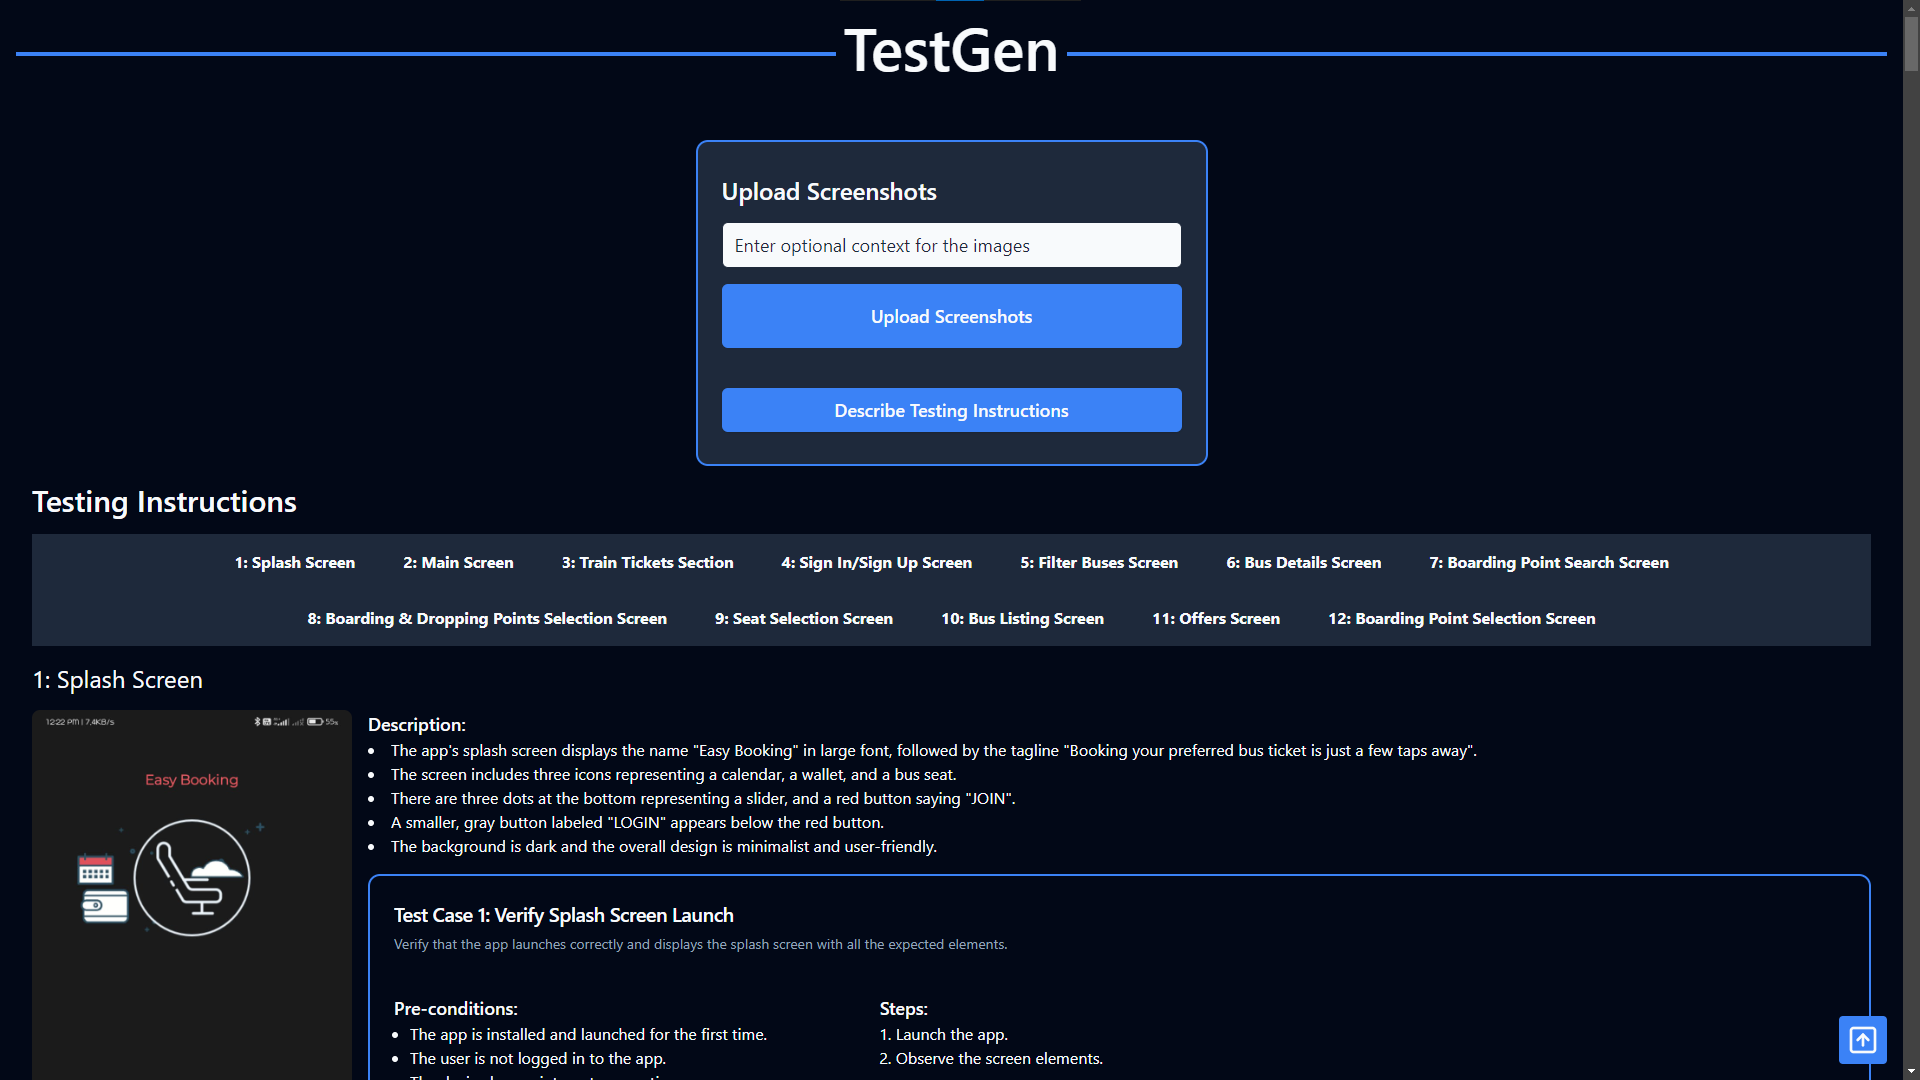 TestGen
Upload Screenshots
Enter optional context for the images
Upload Screenshots
Describe Testing Instructions
Testing Instructions
1: Splash Screen 2: Main Screen 3: Train Tickets Section 4: Sign In/Sign Up Screen 5: Filter Buses Screen 6: Bus Details Screen 7: Boarding Point Search Screen
8: Boarding & Dropping Points Selection Screen 9: Seat Selection Screen 10: Bus Listing Screen 11: Offers Screen 12: Boarding Point Selection Screen
1: Splash Screen
12:22 PM | 7.4KB/s 55%
Easy Booking
Description:
The app's splash screen displays the name "Easy Booking" in large font, followed by the tagline "Booking your preferred bus ticket is just a few taps away".
The screen includes three icons representing a calendar, a wallet, and a bus seat.
There are three dots at the bottom representing a slider, and a red button saying "JOIN".
A smaller, gray button labeled "LOGIN" appears below the red button.
The background is dark and the overall design is minimalist and user-friendly.
Test Case 1: Verify Splash Screen Launch
Verify that the app launches correctly and displays the splash screen with all the expected elements.
Pre-conditions:
The app is installed and launched for the first time.
The user is not logged in to the app.
Steps:
1. Launch the app.
2. Observe the screen elements.